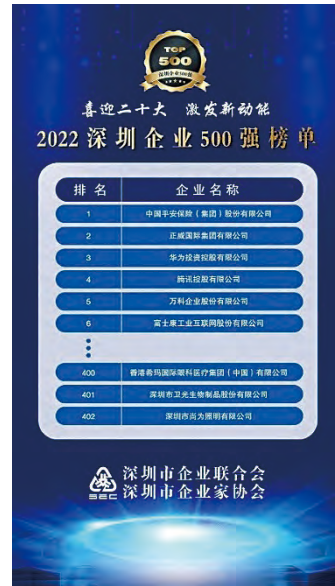 TOP
500
深圳企业500强
喜迎二十大 激发新动能
2022深圳企业500强榜单
排名 企业名称
1 中国平安保险（集团）股份有限公司
2 正威国际集团有限公司
3 华为投资控股有限公司
4 腾讯控股有限公司
5 万科企业股份有限公司
6 富士康工业互联网股份有限公司
400 香港希玛国际眼科医疗集团（中国）有限公司
401 深圳市卫光生物制品股份有限公司
402 深圳市尚为照明有限公司
SEC
深圳市企业联合会
深圳市企业家协会